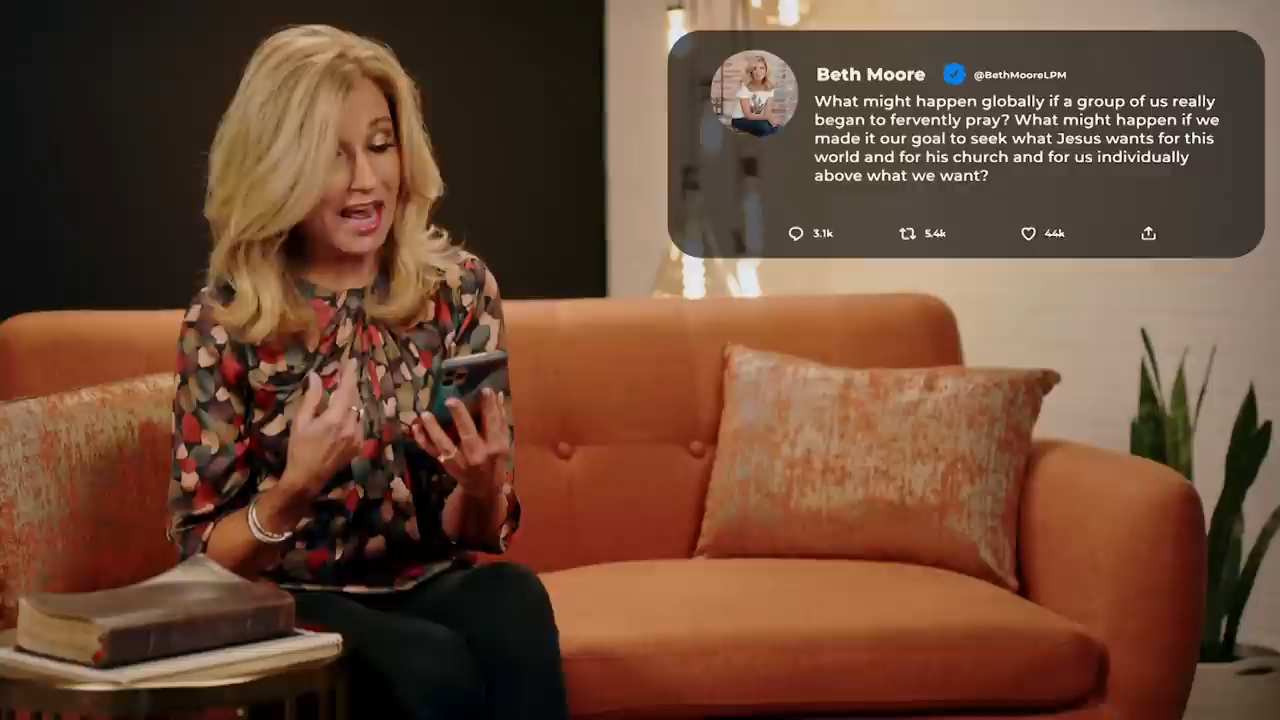 Beth Moore @BethMooreLPM
What might happen globally if a group of us really
began to fervently pray? What might happen if we
made it our goal to seek what Jesus wants for this
world and for his church and for us individually
above what we want?
3.1k 5.4k 44k